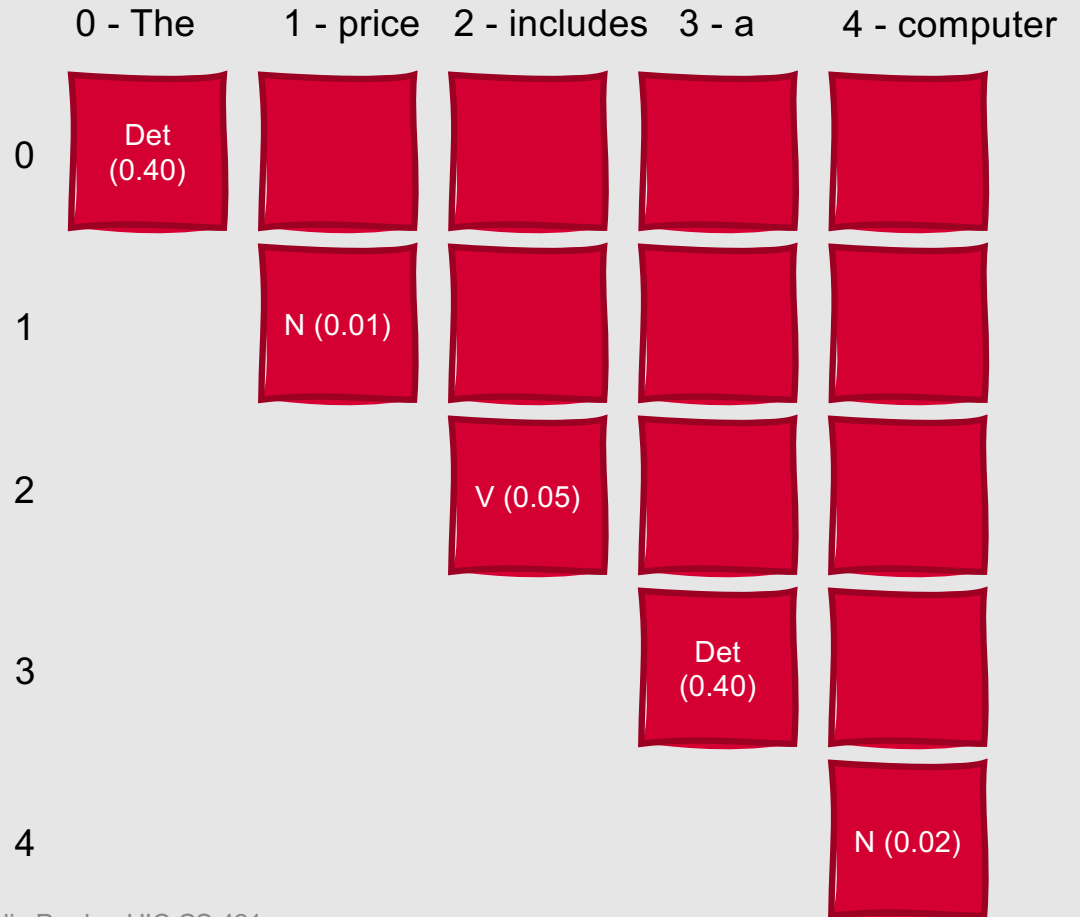 0 - The 1 - price 2 - includes 3 - a 4 - computer
0
Det
(0.40)
1
N (0.01)
2
V (0.05)
3
Det
(0.40)
4
N (0.02)